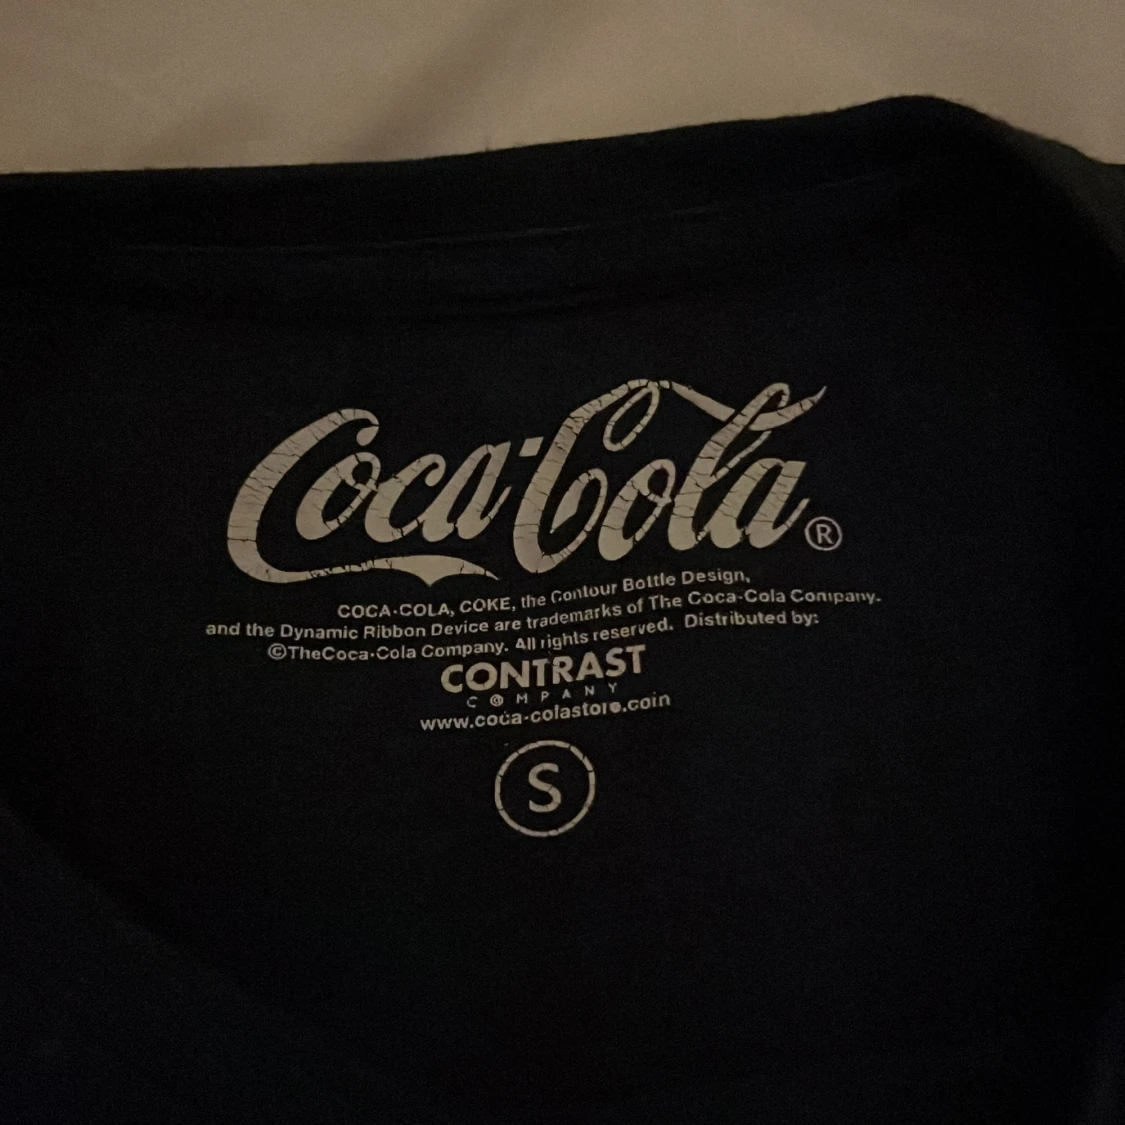 Coca-Cola®
COCA-COLA, COKE, the Contour Bottle Design,
and the Dynamic Ribbon Device are trademarks of The Coca-Cola Company.
©TheCoca-Cola Company. All rights reserved. Distributed by:
CONTRAST
COMPANY
www.coca-colastore.com
S